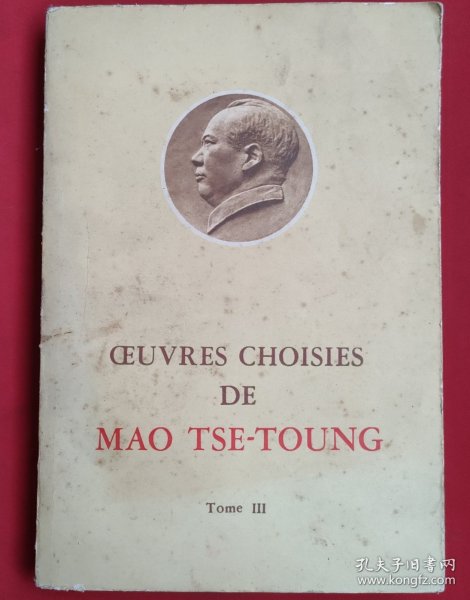 ŒUVRES CHOISIES
DE
MAO TSE-TOUNG
Tome III
孔夫子旧书网
www.kongfz.com